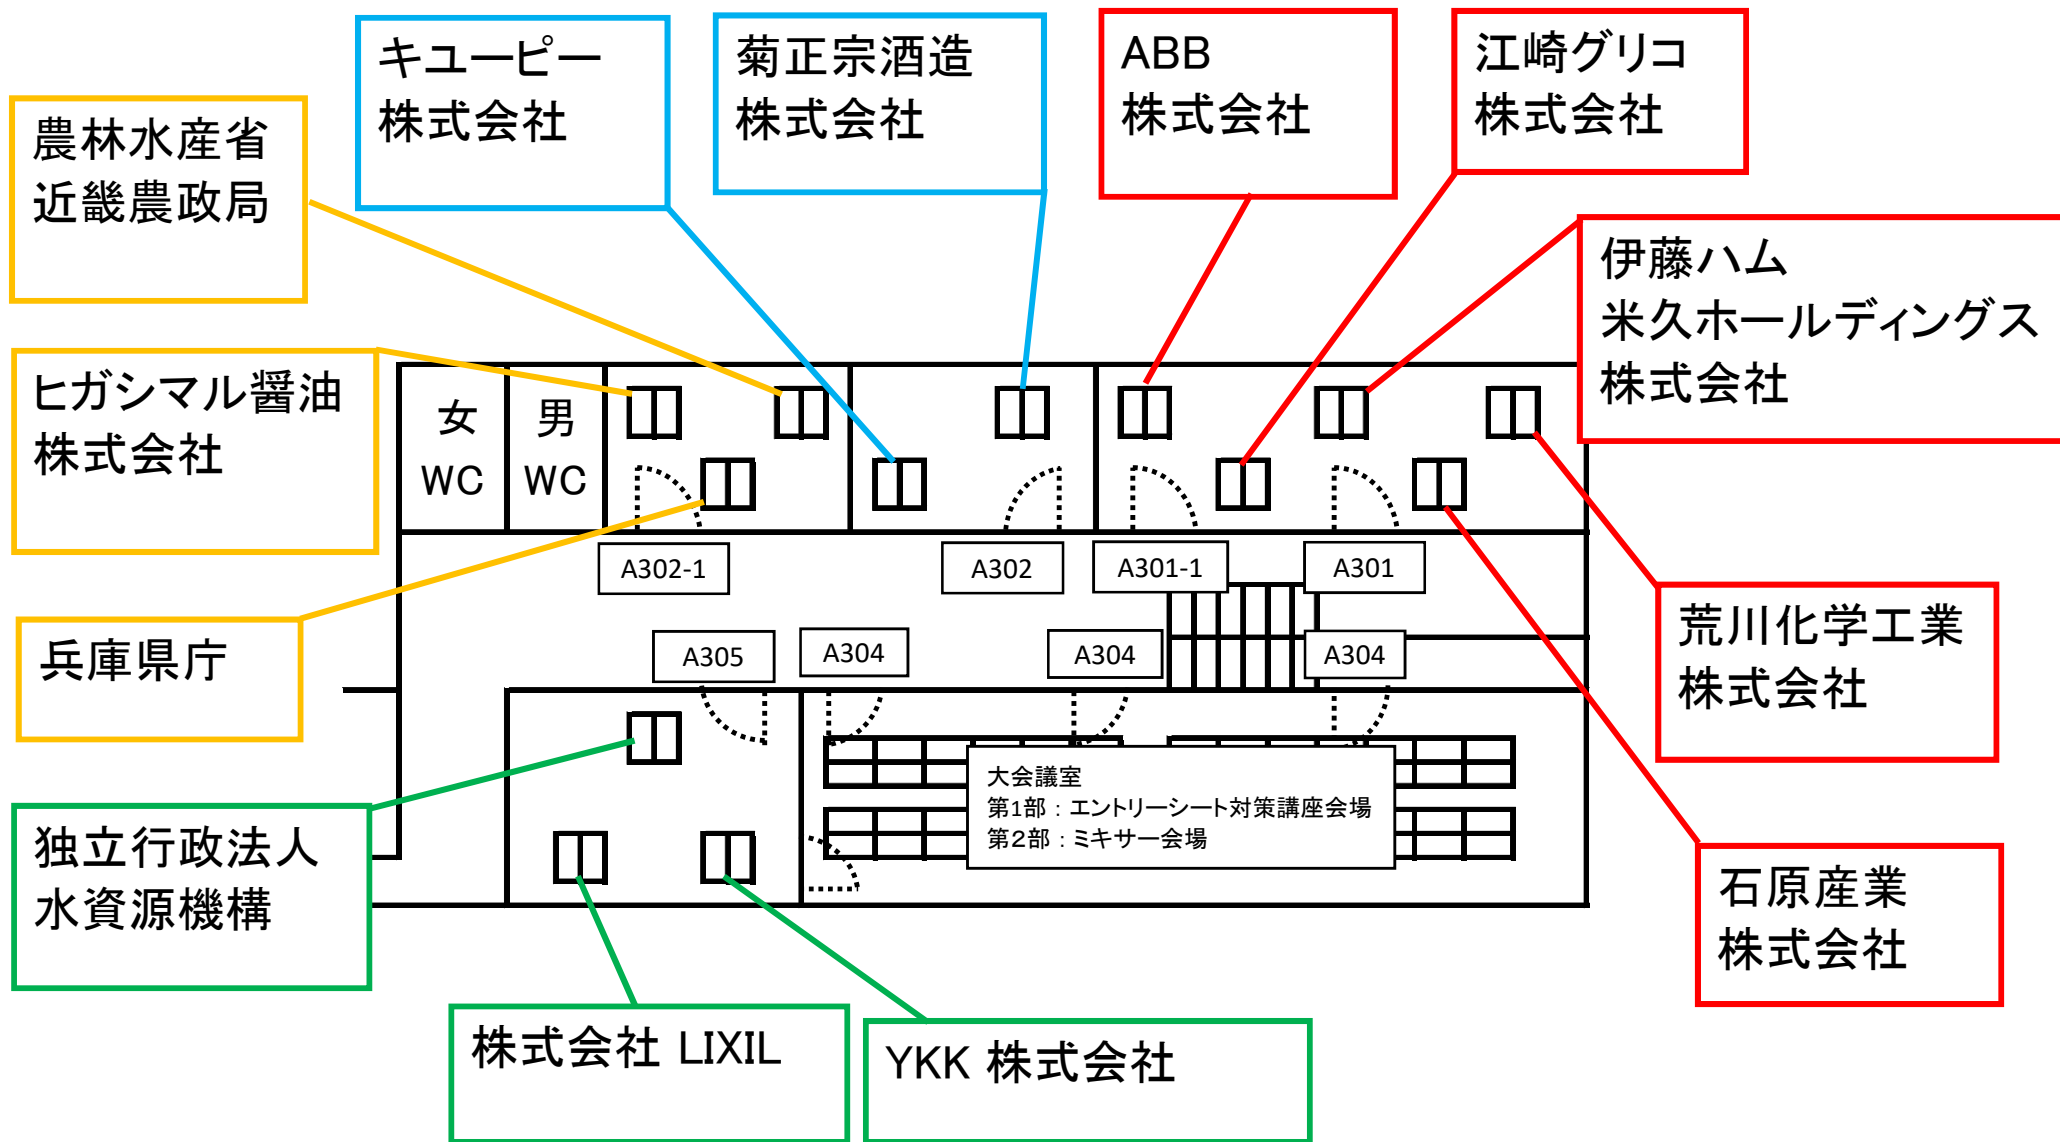 キユーピー
株式会社
菊正宗酒造
株式会社
ABB
株式会社
江崎グリコ
株式会社
農林水産省
近畿農政局
伊藤ハム
米久ホールディングス
株式会社
ヒガシマル醤油
株式会社
女
WC
男
WC
A302-1
A302
A301-1
A301
兵庫県庁
A305
A304
A304
A304
荒川化学工業
株式会社
大会議室
第1部：エントリーシート対策講座会場
第2部：ミキサー会場
独立行政法人
水資源機構
石原産業
株式会社
株式会社 LIXIL
YKK 株式会社